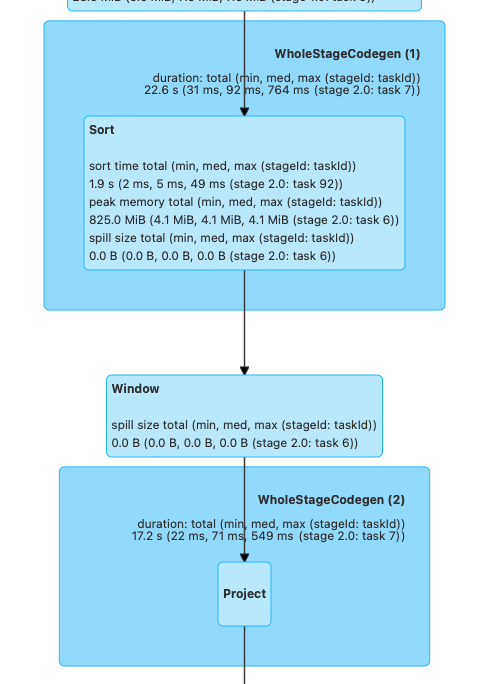 WholeStageCodegen (1)
duration: total (min, med, max (stageId: taskId))
22.6 s (31 ms, 92 ms, 764 ms (stage 2.0: task 7))
Sort
sort time total (min, med, max (stageId: taskId))
1.9 s (2 ms, 5 ms, 49 ms (stage 2.0: task 92))
peak memory total (min, med, max (stageId: taskId))
825.0 MiB (4.1 MiB, 4.1 MiB, 4.1 MiB (stage 2.0: task 6))
spill size total (min, med, max (stageId: taskId))
0.0 B (0.0 B, 0.0 B, 0.0 B (stage 2.0: task 6))
Window
spill size total (min, med, max (stageId: taskId))
0.0 B (0.0 B, 0.0 B, 0.0 B (stage 2.0: task 6))
WholeStageCodegen (2)
duration: total (min, med, max (stageId: taskId))
17.2 s (22 ms, 71 ms, 549 ms (stage 2.0: task 7))
Project